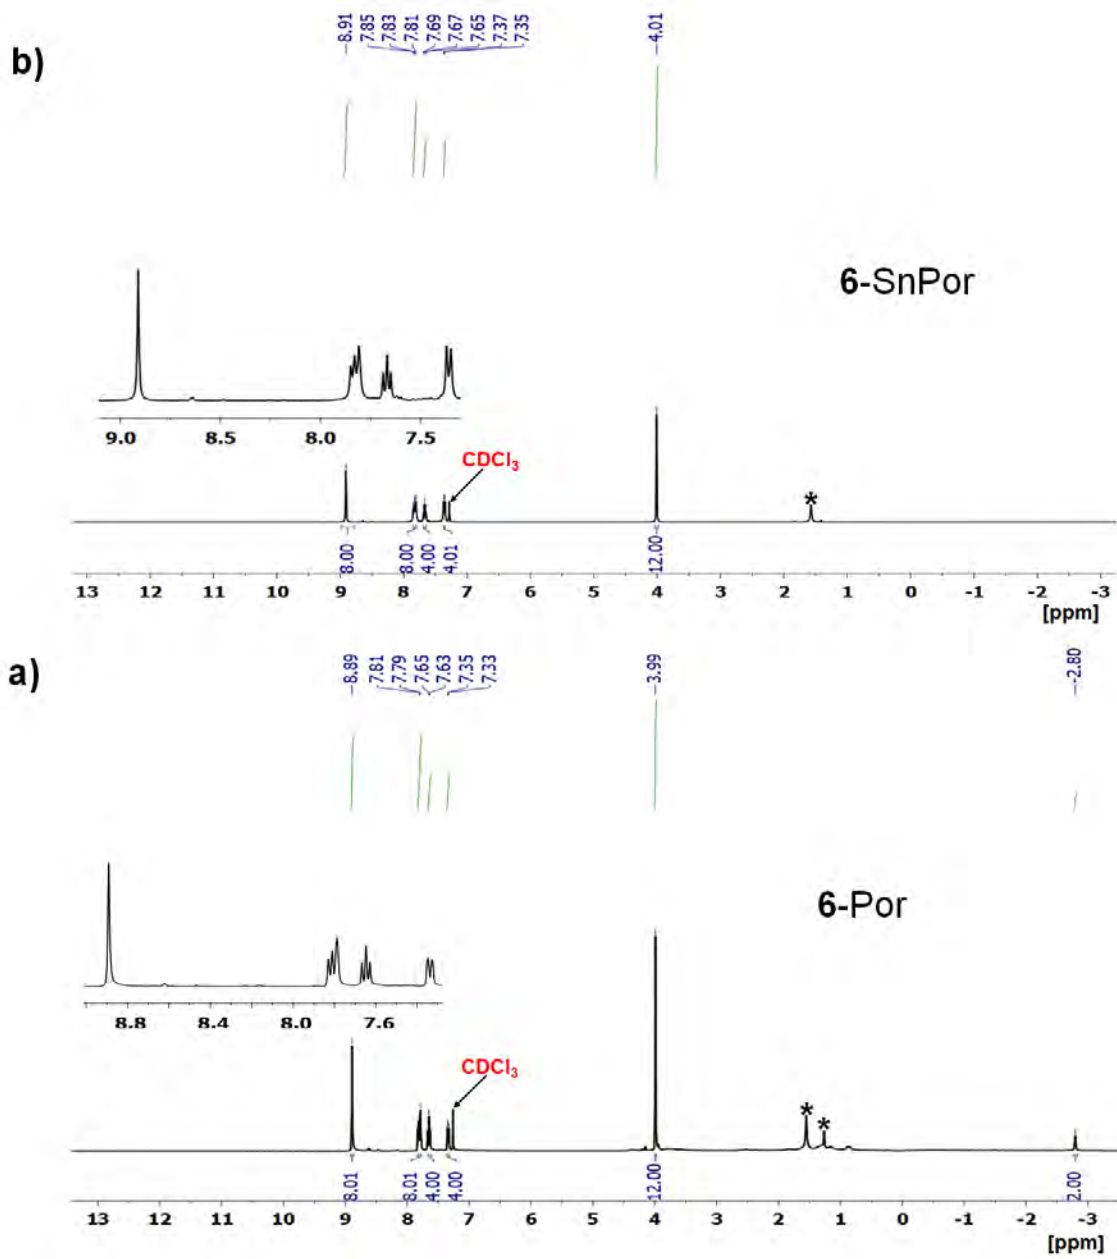 b)
8.91
7.85
7.83
7.81
7.69
7.67
7.65
7.37
7.35
4.01
6-SnPor
9.0 8.5 8.0 7.5
CDCl3
*
8.00 8.00 4.00 4.01 12.00
13 12 11 10 9 8 7 6 5 4 3 2 1 0 -1 -2 -3
[ppm]
a)
8.89
7.81
7.79
7.65
7.63
7.35
7.33
3.99
-2.80
6-Por
8.8 8.4 8.0 7.6
CDCl3
* *
8.01 8.01 4.00 4.00 12.00 2.00
13 12 11 10 9 8 7 6 5 4 3 2 1 0 -1 -2 -3
[ppm]